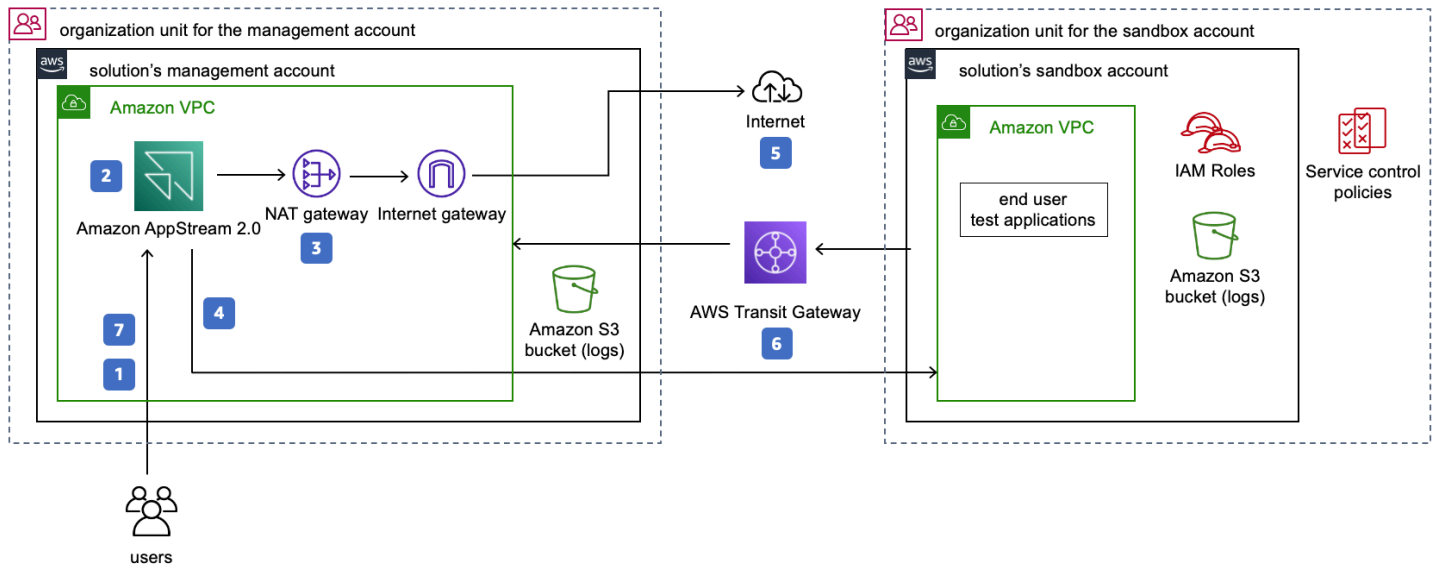 organization unit for the management account
aws
solution's management account
Amazon VPC
2
Amazon AppStream 2.0
NAT gateway
3
Internet gateway
4
7
1
users
Amazon S3
bucket (logs)
Internet
5
AWS Transit Gateway
6
organization unit for the sandbox account
aws
solution's sandbox account
Amazon VPC
end user
test applications
IAM Roles
Amazon S3
bucket (logs)
Service control
policies